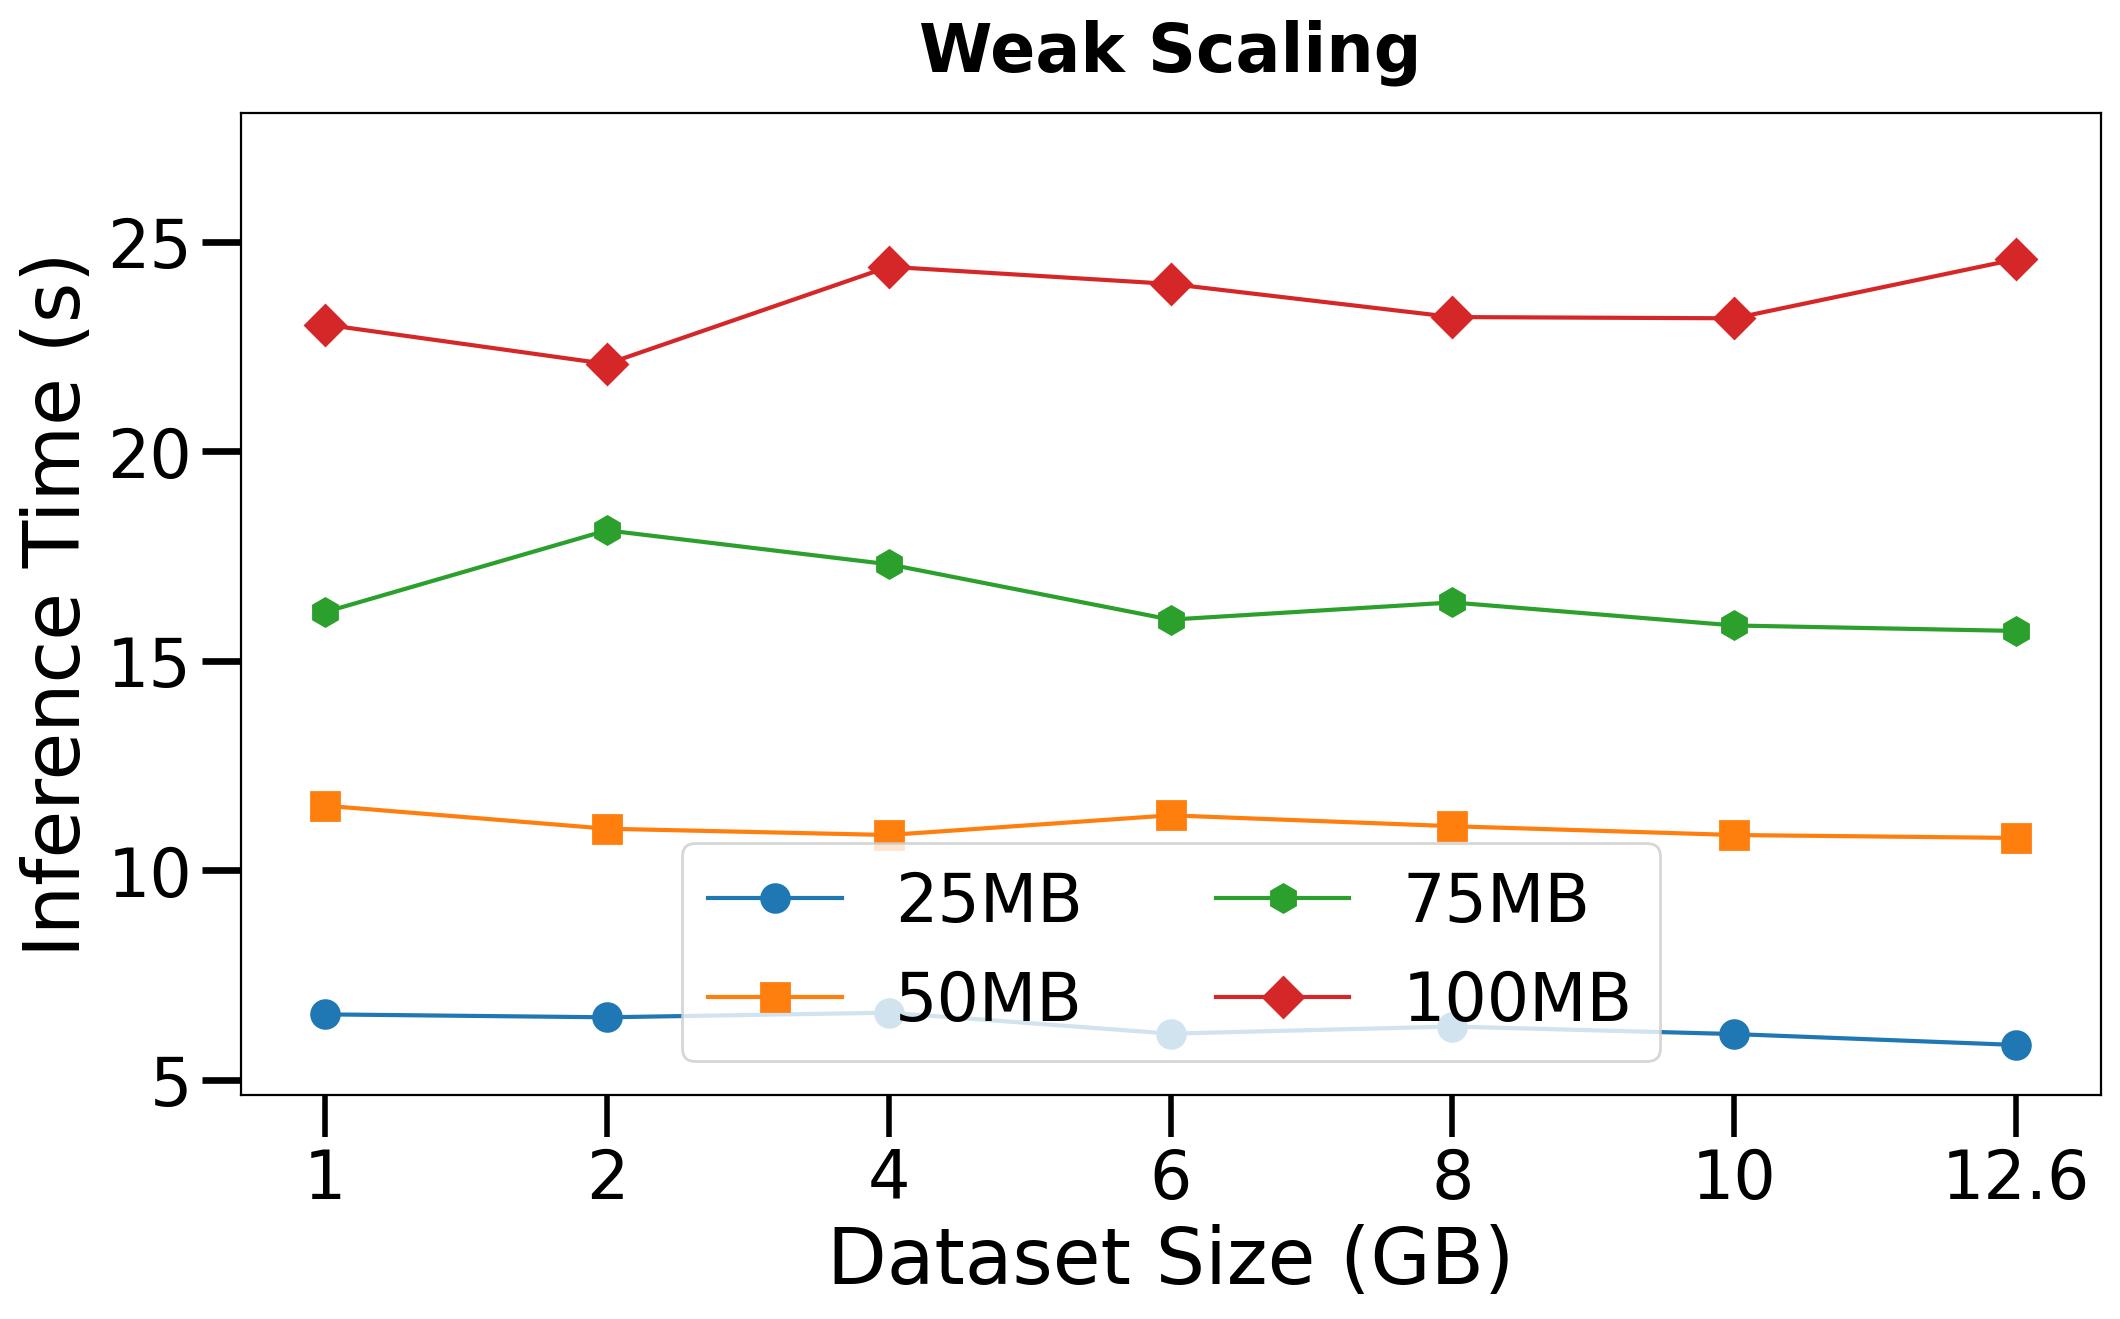 Weak Scaling
Inference Time (s)
25
20
15
10
5
25MB
50MB
75MB
100MB
1 2 4 6 8 10 12.6
Dataset Size (GB)